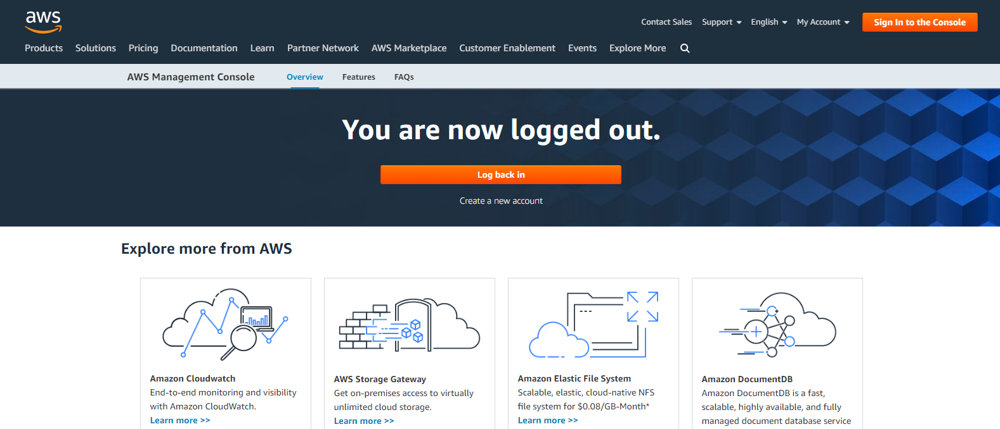 aws
Contact Sales Support English My Account Sign In to the Console
Products Solutions Pricing Documentation Learn Partner Network AWS Marketplace Customer Enablement Events Explore More
AWS Management Console Overview Features FAQs
You are now logged out.
Log back in
Create a new account
Explore more from AWS
Amazon Cloudwatch
End-to-end monitoring and visibility
with Amazon CloudWatch.
Learn more >>
AWS Storage Gateway
Get on-premises access to virtually
unlimited cloud storage.
Learn more >>
Amazon Elastic File System
Scalable, elastic, cloud-native NFS
file system for $0.08/GB-Month*
Learn more >>
Amazon DocumentDB
Amazon DocumentDB is a fast,
scalable, highly available, and fully
managed document database service